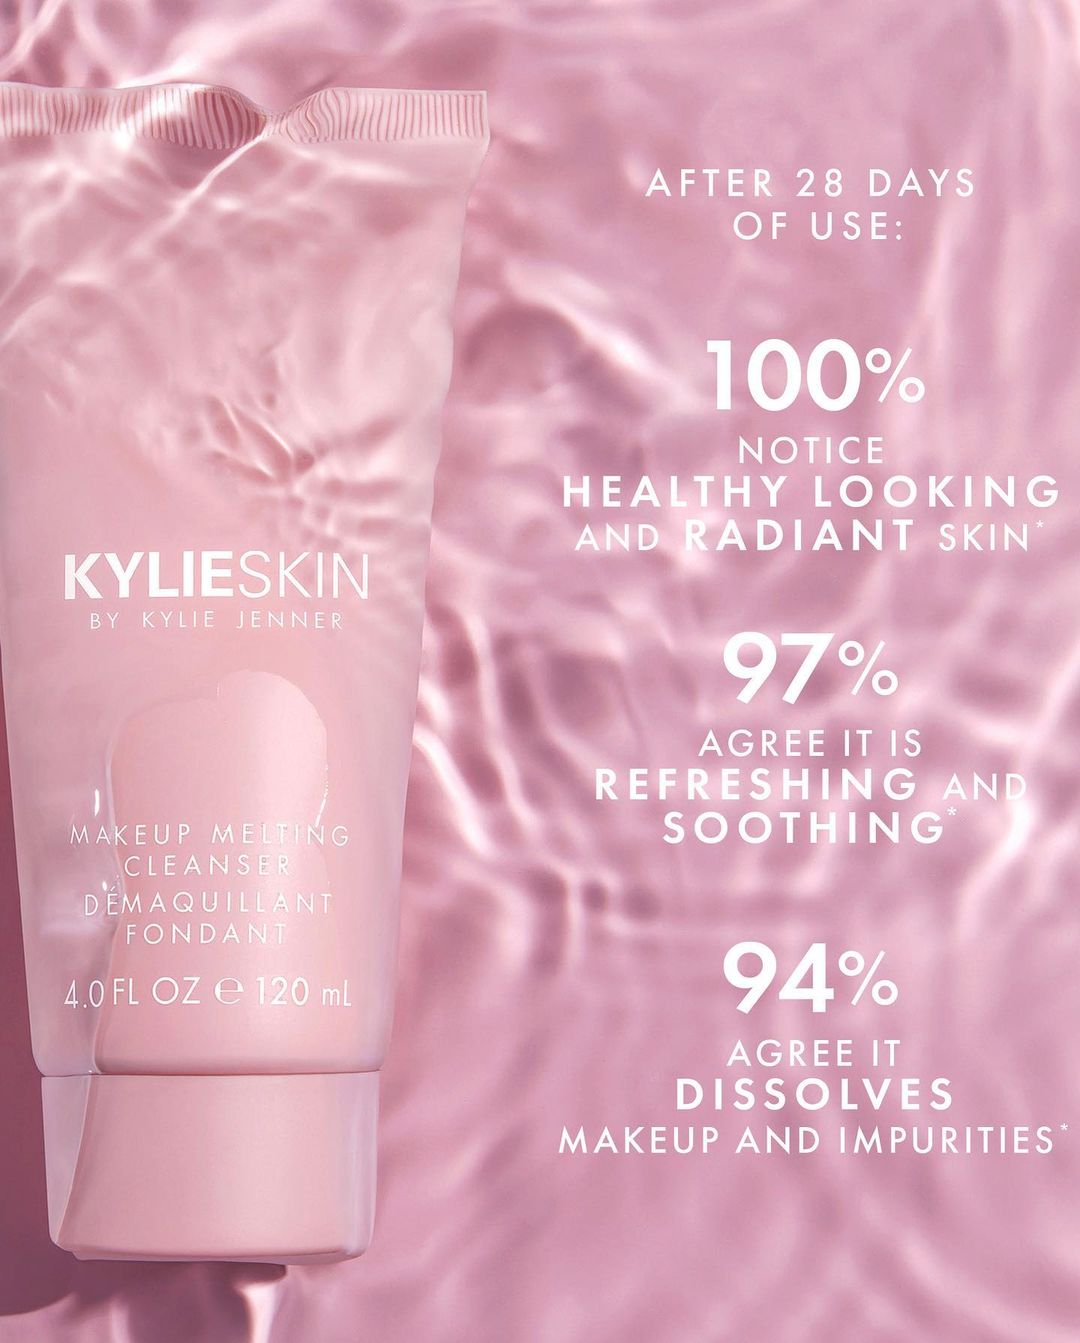 KYLIESKIN
BY KYLIE JENNER
MAKEUP MELTING
CLEANSER
DÉMAQUILLANT
FONDANT
4.0 FL OZ ℮ 120 mL
AFTER 28 DAYS
OF USE:
100%
NOTICE
HEALTHY LOOKING
AND RADIANT SKIN*
97%
AGREE IT IS
REFRESHING AND
SOOTHING*
94%
AGREE IT
DISSOLVES
MAKEUP AND IMPURITIES*